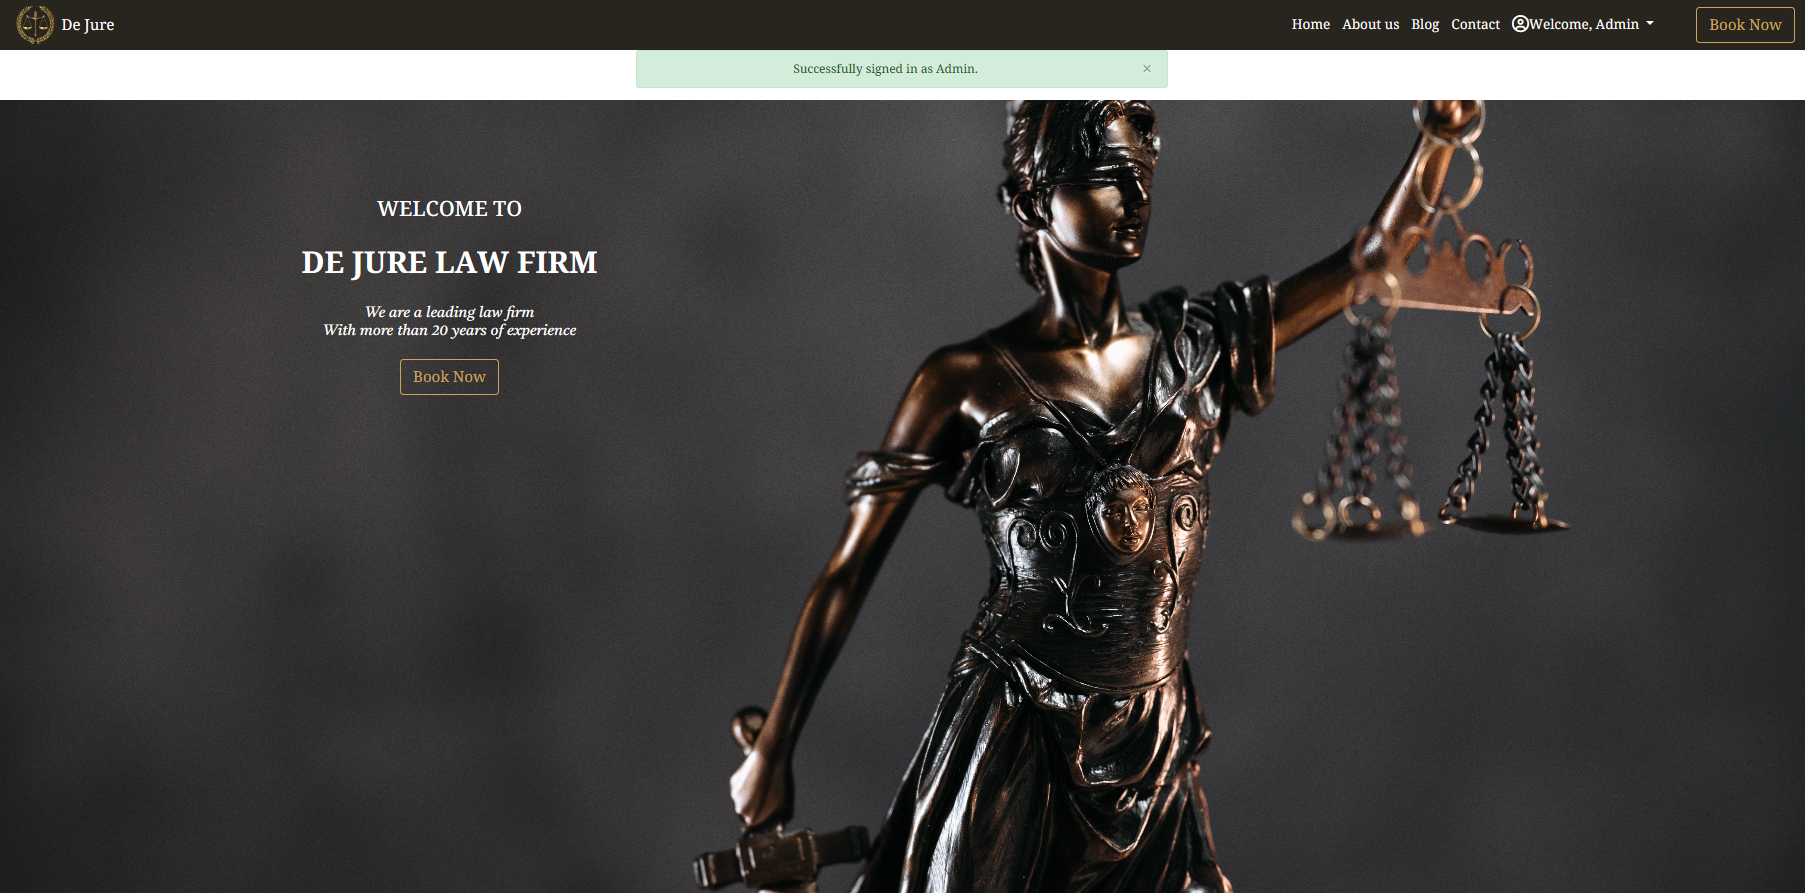 De Jure
Home About us Blog Contact Welcome, Admin Book Now
Successfully signed in as Admin. ×
WELCOME TO
DE JURE LAW FIRM
We are a leading law firm
With more than 20 years of experience
Book Now